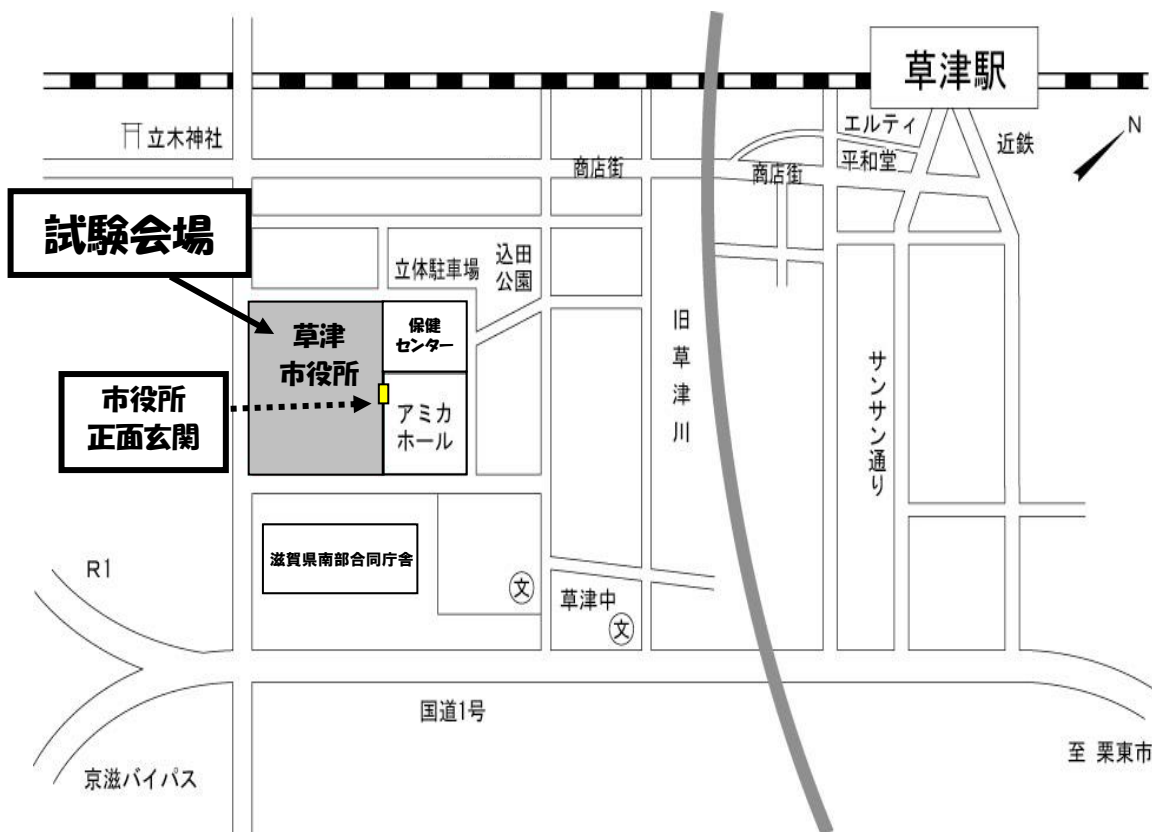 草津駅
N
エルティ
近鉄
立木神社
平和堂
商店街
商店街
試験会場
込田
公園
立体駐車場
草津
市役所
保健
センター
旧草津川
サンサン通り
市役所
正面玄関
アミカ
ホール
滋賀県南部合同庁舎
R1
文
草津中
文
国道1号
至 栗東市
京滋バイパス